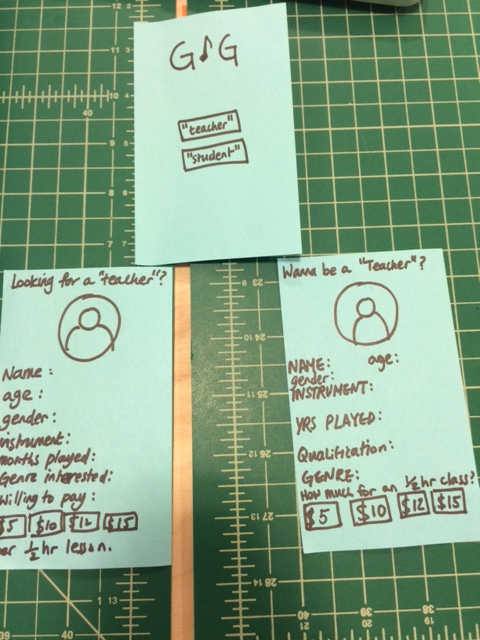 G♪G
"teacher"
"student"
Looking for a "teacher"?
Name :
age :
gender :
instrument:
months played:
Genre interested:
Willing to pay :
$5 $10 $12 $15
per ½ hr lesson.
Wanna be a "Teacher"?
NAME: age:
gender:
INSTRUMENT:
YRS PLAYED:
Qualification:
GENRE:
HOW MUCH for an ½ hr class?
$5 $10 $12 $15